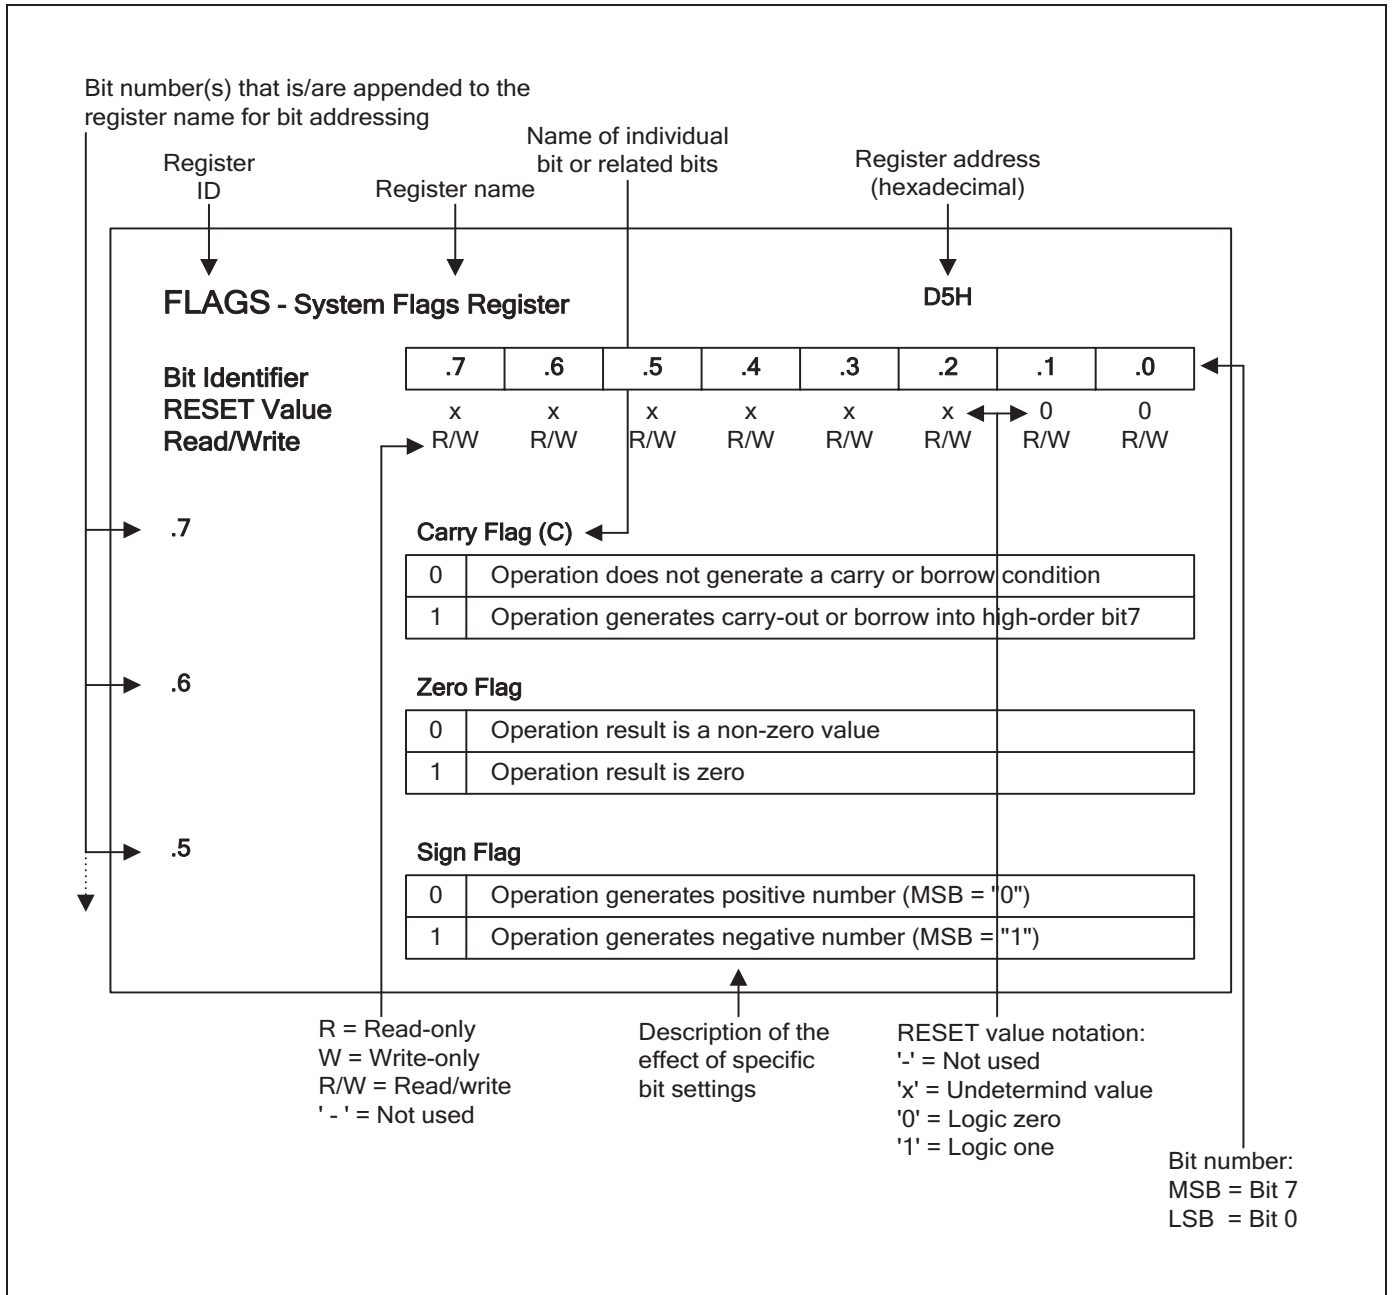 Bit number(s) that is/are appended to the
register name for bit addressing
Name of individual
bit or related bits
Register
ID
Register name
Register address
(hexadecimal)
FLAGS - System Flags Register
D5H
Bit Identifier
.7 .6 .5 .4 .3 .2 .1 .0
RESET Value
x x x x x x 0 0
Read/Write
R/W R/W R/W R/W R/W R/W R/W R/W
.7
Carry Flag (C)
0 Operation does not generate a carry or borrow condition
1 Operation generates carry-out or borrow into high-order bit7
.6
Zero Flag
0 Operation result is a non-zero value
1 Operation result is zero
.5
Sign Flag
0 Operation generates positive number (MSB = "0")
1 Operation generates negative number (MSB = "1")
R = Read-only
W = Write-only
R/W = Read/write
' - ' = Not used
Description of the
effect of specific
bit settings
RESET value notation:
'-' = Not used
'x' = Undetermind value
'0' = Logic zero
'1' = Logic one
Bit number:
MSB = Bit 7
LSB = Bit 0